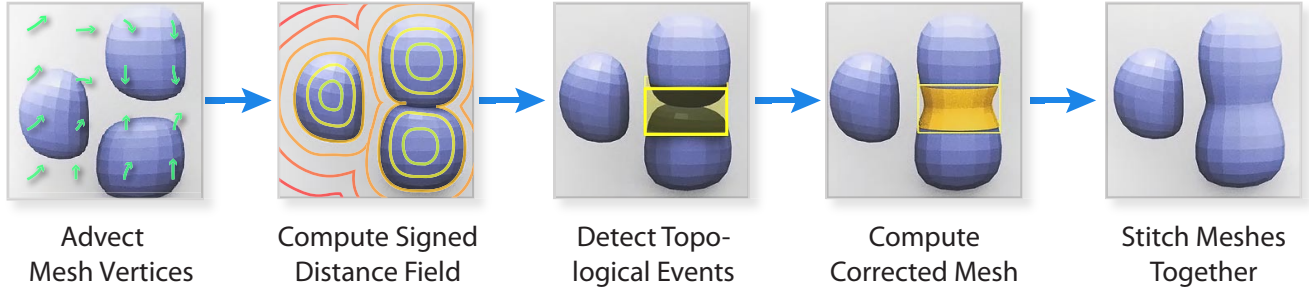 Advect
Mesh Vertices
Compute Signed
Distance Field
Detect Topo-
logical Events
Compute
Corrected Mesh
Stitch Meshes
Together